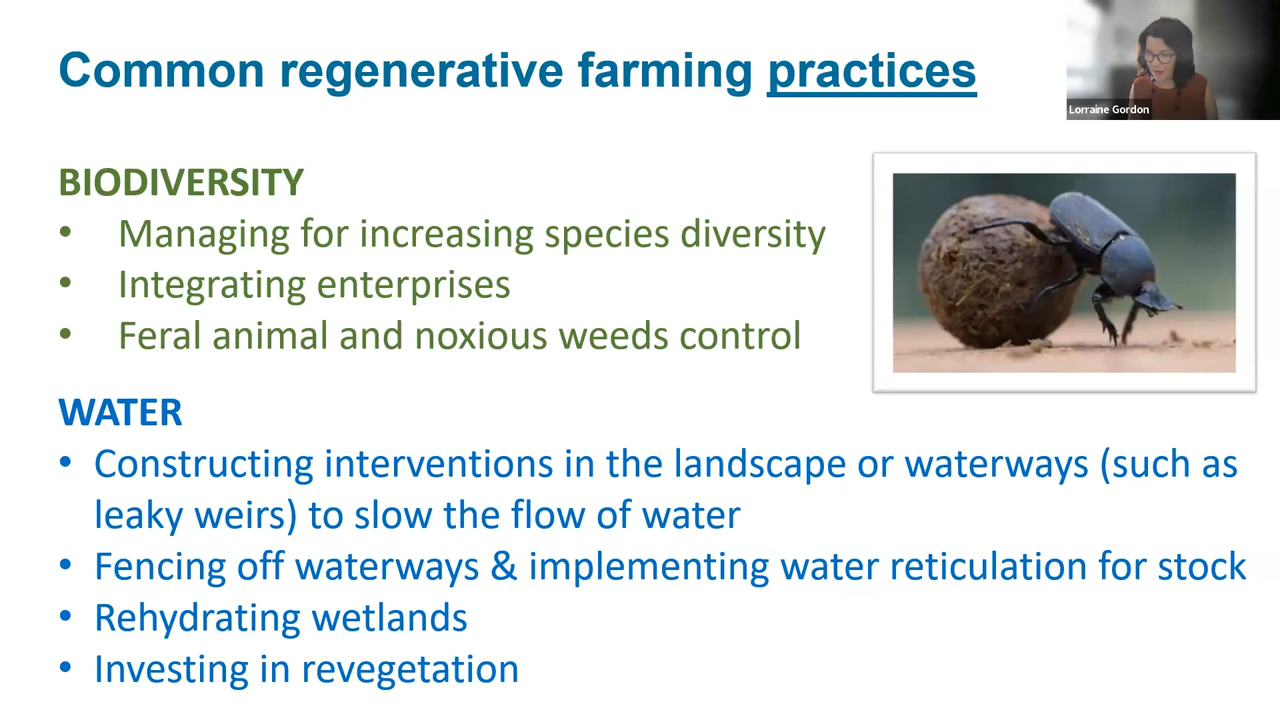 Common regenerative farming practices
Lorraine Gordon
BIODIVERSITY
• Managing for increasing species diversity
• Integrating enterprises
• Feral animal and noxious weeds control
WATER
• Constructing interventions in the landscape or waterways (such as
leaky weirs) to slow the flow of water
• Fencing off waterways & implementing water reticulation for stock
• Rehydrating wetlands
• Investing in revegetation